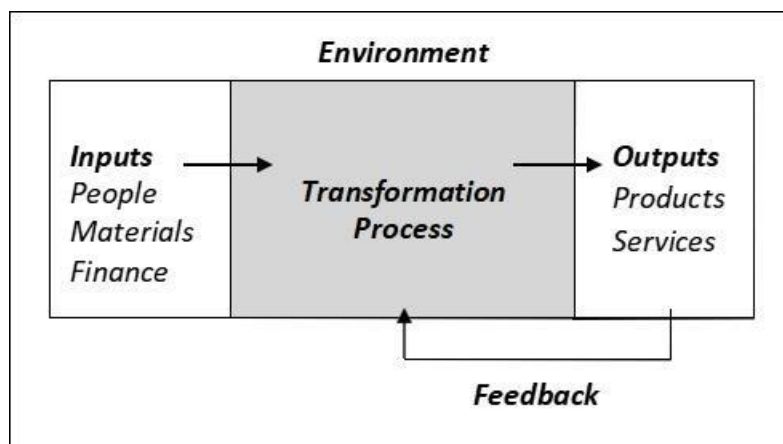 Environment
Inputs
People
Materials
Finance
Transformation
Process
Outputs
Products
Services
Feedback